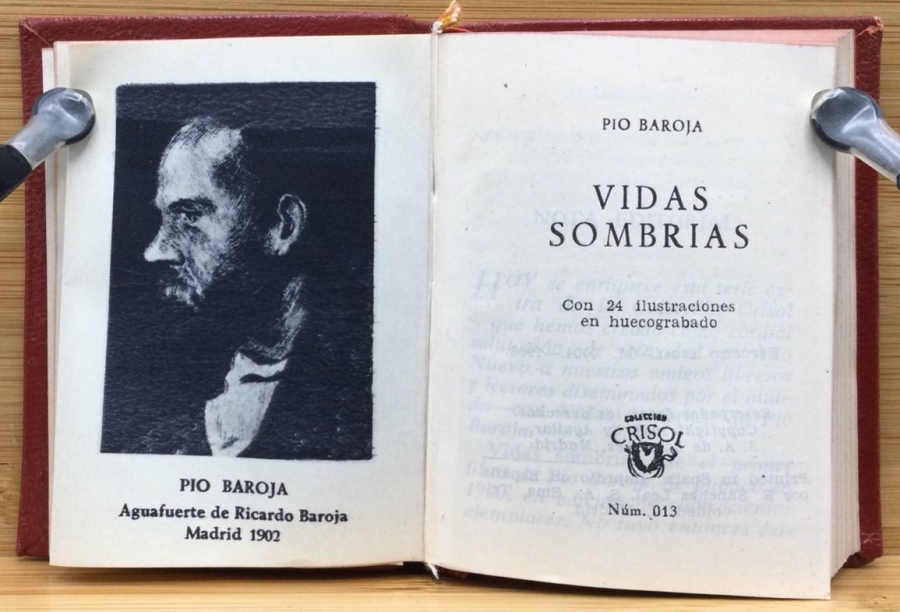 PIO BAROJA
Aguafuerte de Ricardo Baroja
Madrid 1902
PIO BAROJA
VIDAS
SOMBRIAS
Con 24 ilustraciones
en huecograbado
COLECCION
CRISOL
Núm. 013